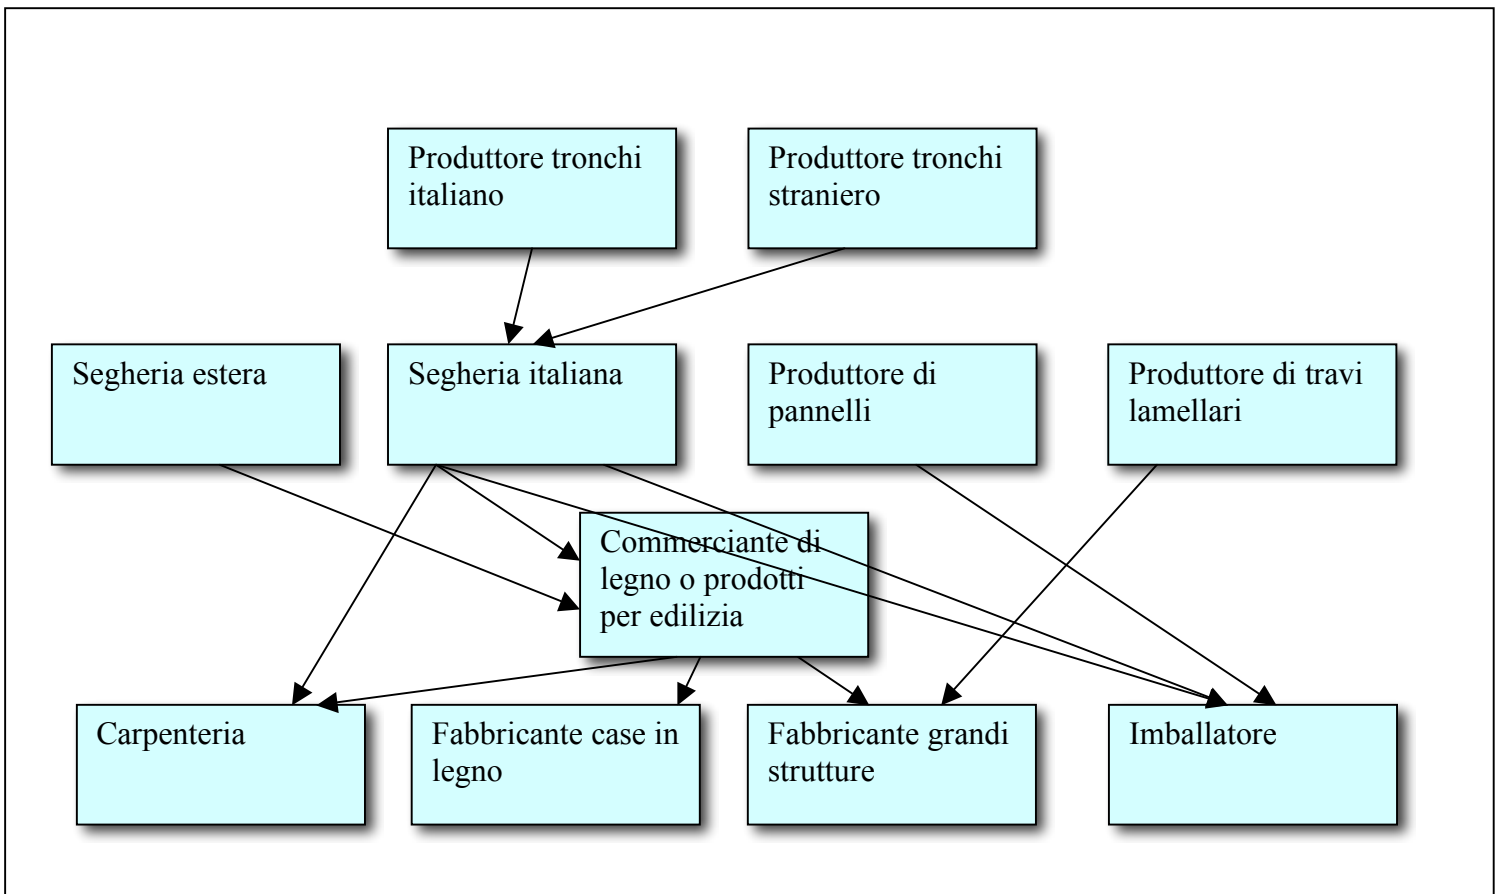 Produttore tronchi
italiano
Produttore tronchi
straniero
Segheria estera
Segheria italiana
Produttore di
pannelli
Produttore di travi
lamellari
Commerciante di
legno o prodotti
per edilizia
Carpenteria
Fabbricante case in
legno
Fabbricante grandi
strutture
Imballatore